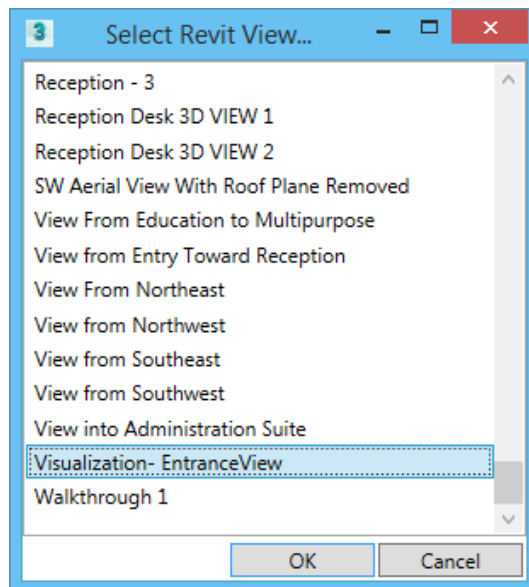 3 Select Revit View...
Reception - 3
Reception Desk 3D VIEW 1
Reception Desk 3D VIEW 2
SW Aerial View With Roof Plane Removed
View From Education to Multipurpose
View from Entry Toward Reception
View From Northeast
View from Northwest
View from Southeast
View from Southwest
View into Administration Suite
Visualization- EntranceView
Walkthrough 1
OK Cancel